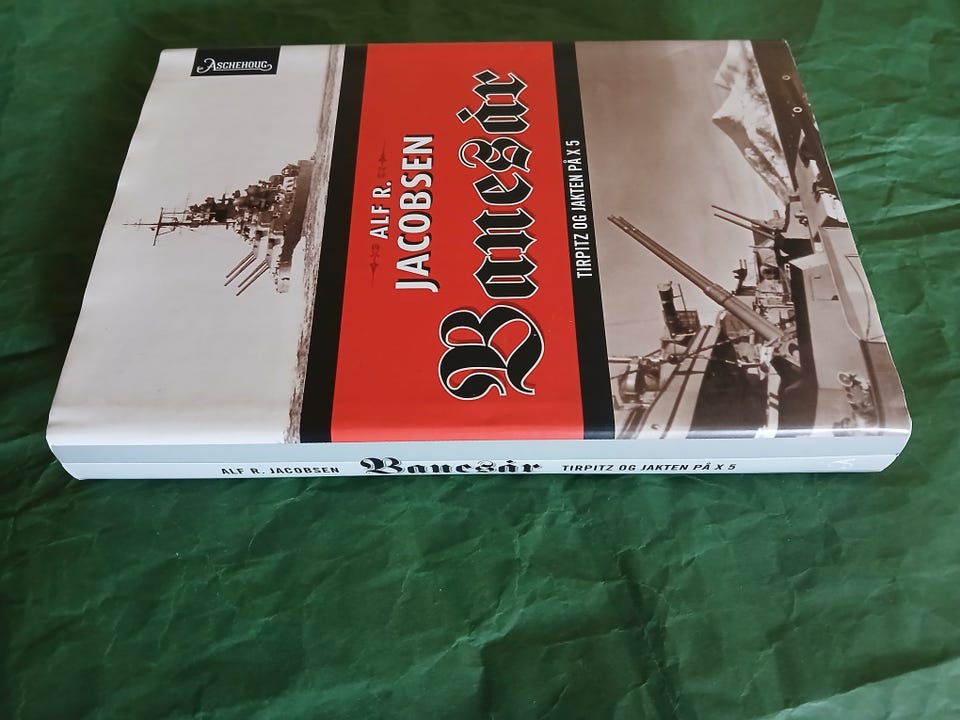 ASCHEHOUG
ALF R.
JACOBSEN
Banesår
TIRPITZ OG JAKTEN PÅ X 5
ALF R. JACOBSEN Banesår TIRPITZ OG JAKTEN PÅ X 5